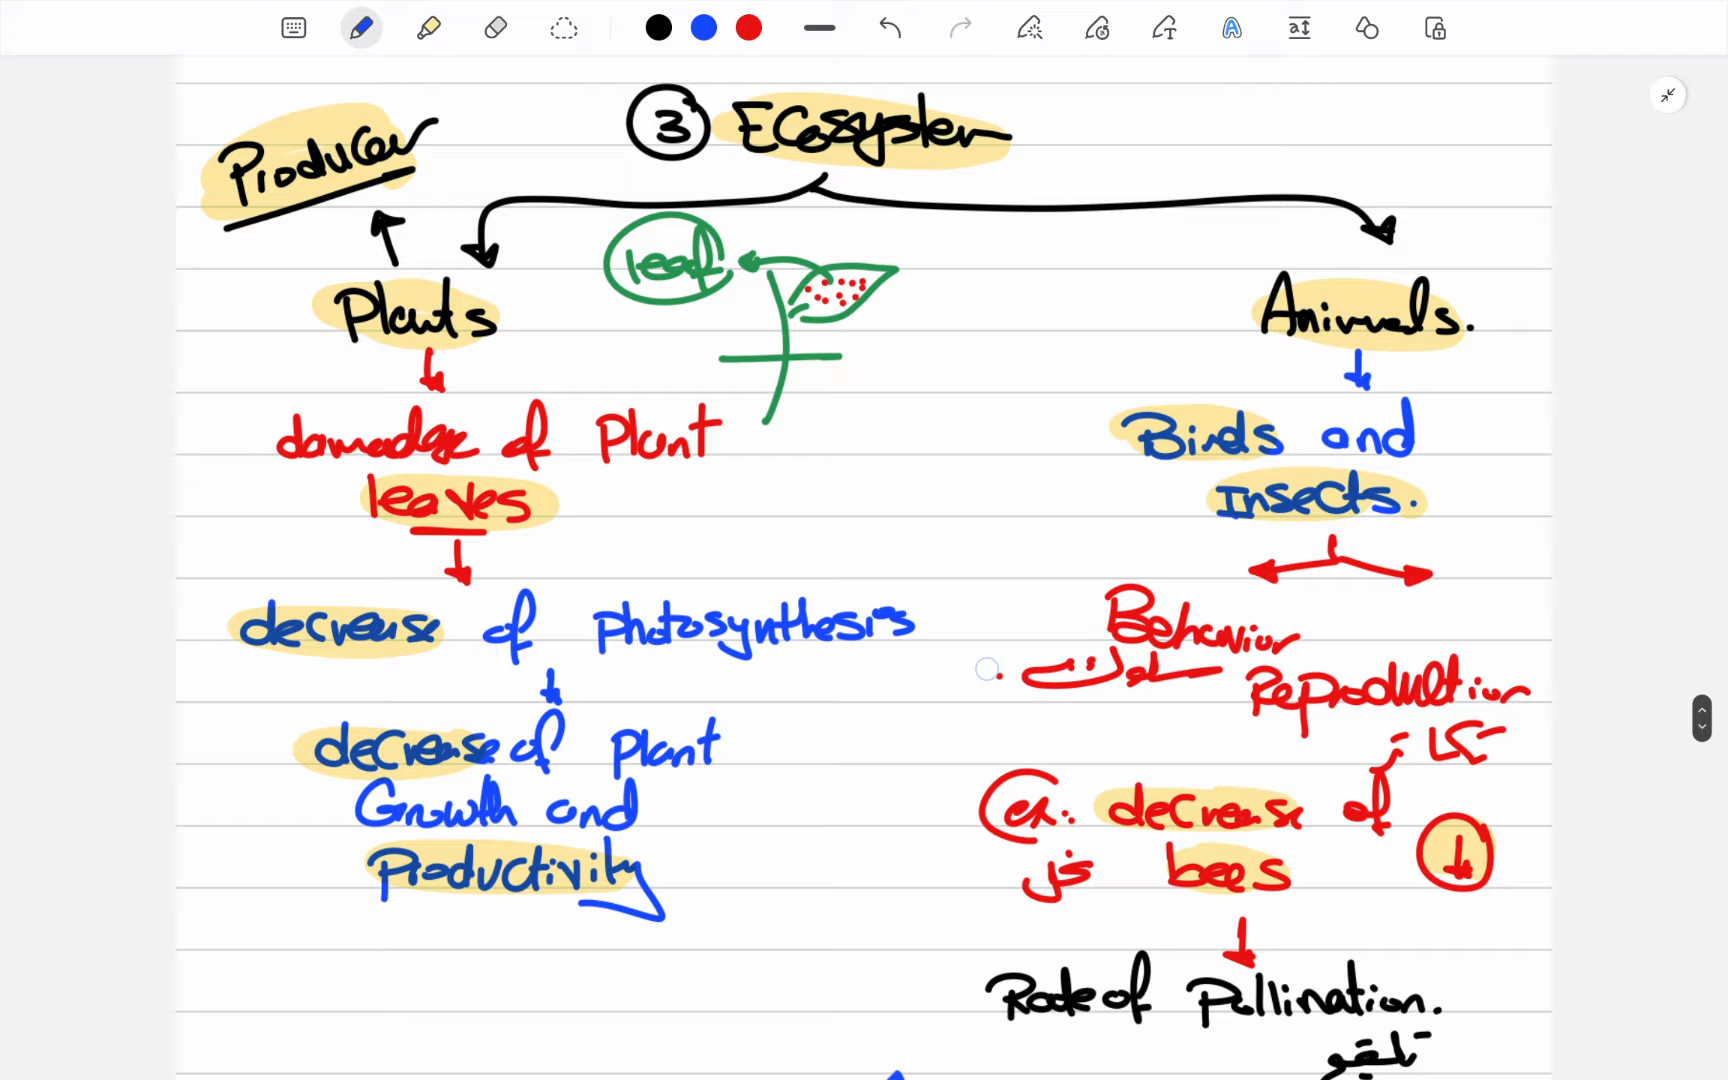 ③ Ecosystem
Producer
leaf
Plants
Animals.
damadge of Plant
leaves
Birds and
Insects.
decrease of Photosynthesis
decrease of Plant
Growth and
Productivity
Behavior
سلوك
Reproduction
تكاثر
ex. decrease of
bees
نحل
Rate of Pollination.
تلقيح